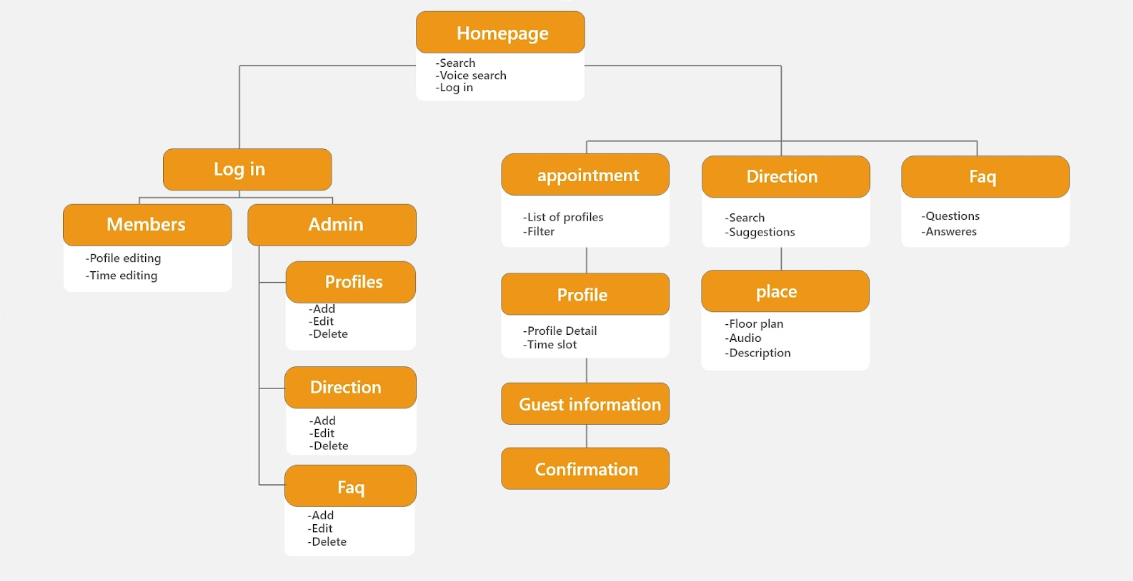 Homepage
-Search
-Voice search
-Log in
Log in
Members
-Pofile editing
-Time editing
Admin
Profiles
-Add
-Edit
-Delete
Direction
-Add
-Edit
-Delete
Faq
-Add
-Edit
-Delete
appointment
-List of profiles
-Filter
Profile
-Profile Detail
-Time slot
Guest information
Confirmation
Direction
-Search
-Suggestions
place
-Floor plan
-Audio
-Description
Faq
-Questions
-Answeres